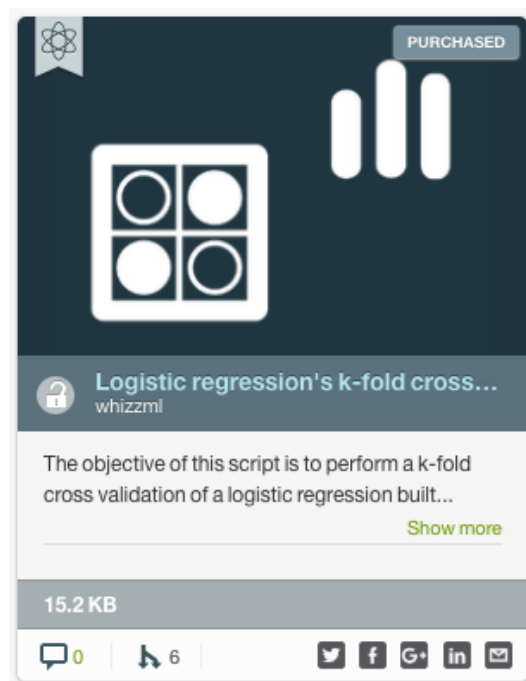 PURCHASED
Logistic regression's k-fold cross...
whizzml
The objective of this script is to perform a k-fold
cross validation of a logistic regression built...
Show more
15.2 KB
0 6